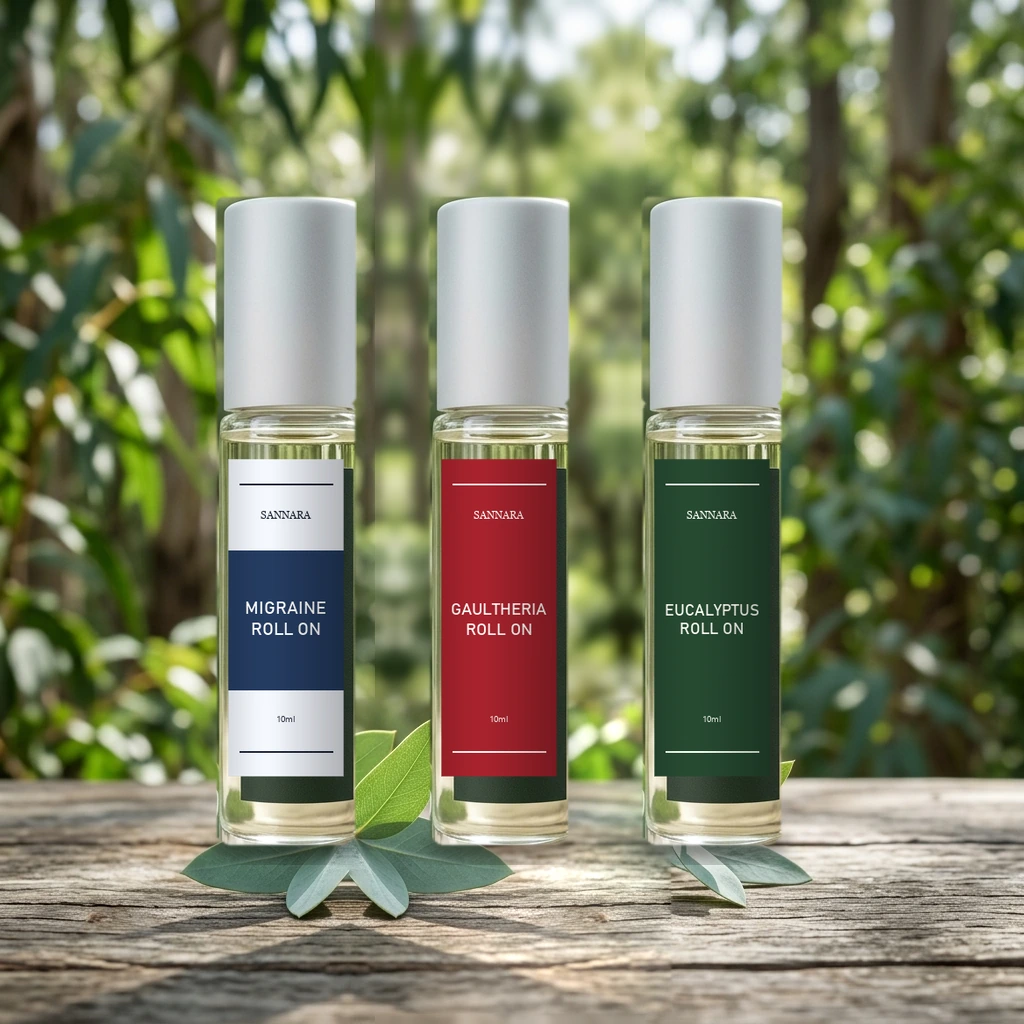 SANNARA
MIGRAINE
ROLL ON
10ml
SANNARA
GAULTHERIA
ROLL ON
10ml
SANNARA
EUCALYPTUS
ROLL ON
10ml